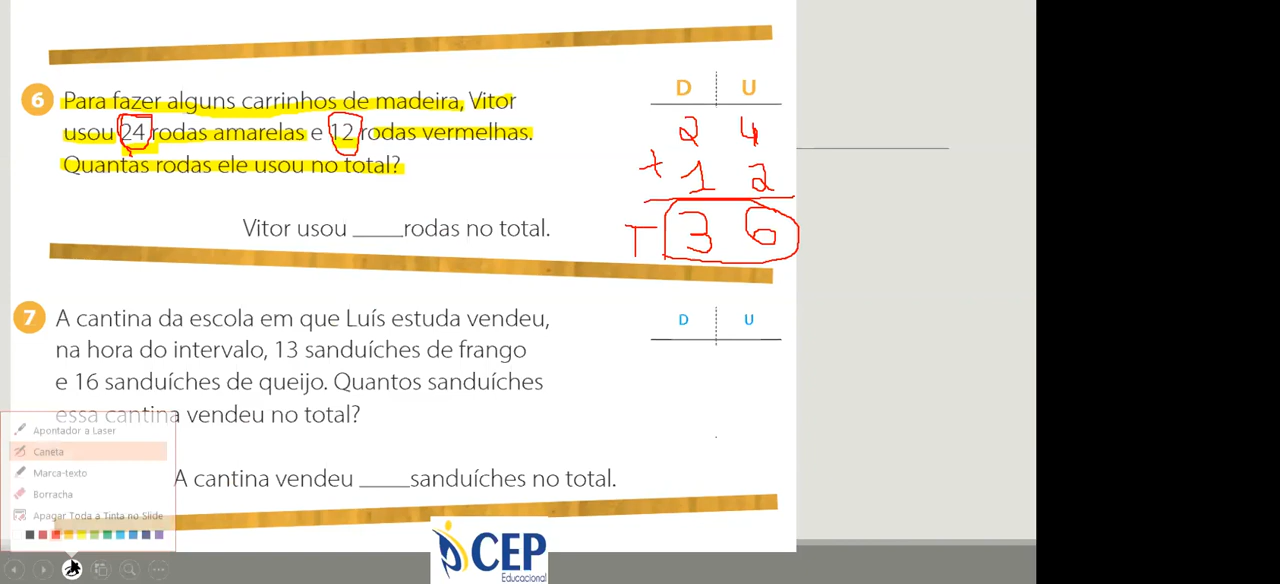 6 Para fazer alguns carrinhos de madeira, Vitor
usou 24 rodas amarelas e 12 rodas vermelhas.
Quantas rodas ele usou no total?
Vitor usou ____rodas no total.
D U
2 4
+ 1 2
T 3 6
7 A cantina da escola em que Luís estuda vendeu,
na hora do intervalo, 13 sanduíches de frango
e 16 sanduíches de queijo. Quantos sanduíches
essa cantina vendeu no total?
A cantina vendeu ____sanduíches no total.
D U
Apontador a Laser
Caneta
Marca-texto
Borracha
Apagar Toda a Tinta no Slide
CEP
Educacional